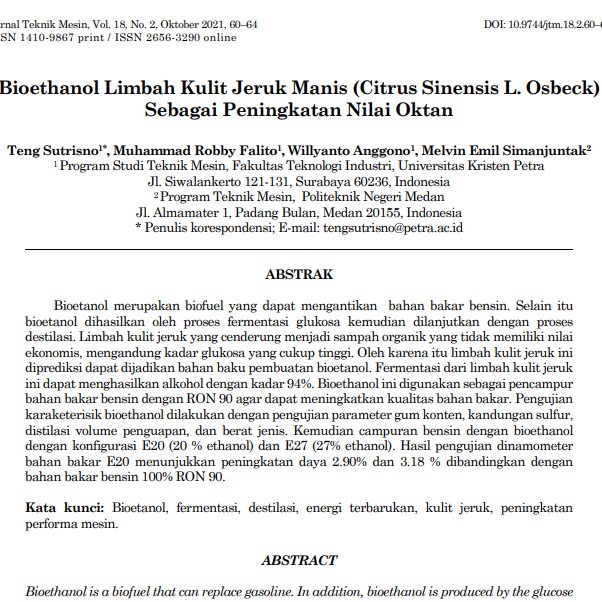 rnal Teknik Mesin, Vol. 18, No. 2, Oktober 2021, 60–64
DOI: 10.9744/jtm.18.2.60–
SN 1410-9867 print / ISSN 2656-3290 online
Bioethanol Limbah Kulit Jeruk Manis (Citrus Sinensis L. Osbeck)
Sebagai Peningkatan Nilai Oktan
Teng Sutrisno¹*, Muhammad Robby Falito¹, Willyanto Anggono¹, Melvin Emil Simanjuntak²
¹ Program Studi Teknik Mesin, Fakultas Teknologi Industri, Universitas Kristen Petra
Jl. Siwalankerto 121-131, Surabaya 60236, Indonesia
² Program Teknik Mesin, Politeknik Negeri Medan
Jl. Almamater 1, Padang Bulan, Medan 20155, Indonesia
* Penulis korespondensi; E-mail: tengsutrisno@petra.ac.id
ABSTRAK
Bioetanol merupakan biofuel yang dapat mengantikan bahan bakar bensin. Selain itu
bioetanol dihasilkan oleh proses fermentasi glukosa kemudian dilanjutkan dengan proses
destilasi. Limbah kulit jeruk yang cenderung menjadi sampah organik yang tidak memiliki nilai
ekonomis, mengandung kadar glukosa yang cukup tinggi. Oleh karena itu limbah kulit jeruk ini
diprediksi dapat dijadikan bahan baku pembuatan bioetanol. Fermentasi dari limbah kulit jeruk
ini dapat menghasilkan alkohol dengan kadar 94%. Bioethanol ini digunakan sebagai pencampur
bahan bakar bensin dengan RON 90 agar dapat meningkatkan kualitas bahan bakar. Pengujian
karaketerisik bioethanol dilakukan dengan pengujian parameter gum konten, kandungan sulfur,
distilasi volume penguapan, dan berat jenis. Kemudian campuran bensin dengan bioethanol
dengan konfigurasi E20 (20 % ethanol) dan E27 (27% ethanol). Hasil pengujian dinamometer
bahan bakar E20 menunjukkan peningkatan daya 2.90% dan 3.18 % dibandingkan dengan
bahan bakar bensin 100% RON 90.
Kata kunci: Bioetanol, fermentasi, destilasi, energi terbarukan, kulit jeruk, peningkatan
performa mesin.
ABSTRACT
Bioethanol is a biofuel that can replace gasoline. In addition, bioethanol is produced by the glucose